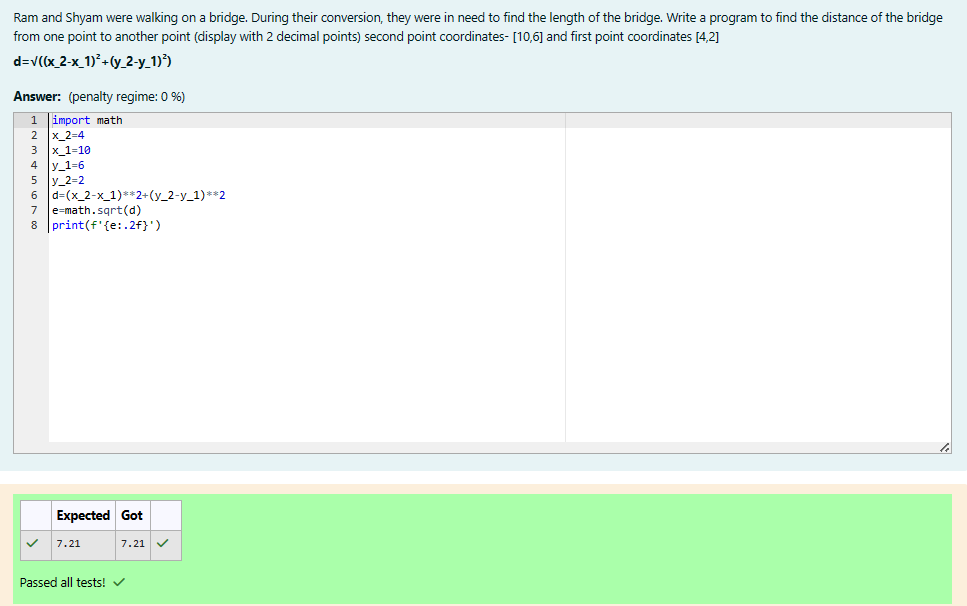 Ram and Shyam were walking on a bridge. During their conversion, they were in need to find the length of the bridge. Write a program to find the distance of the bridge
from one point to another point (display with 2 decimal points) second point coordinates- [10,6] and first point coordinates [4,2]
d=√((x_2-x_1)²+(y_2-y_1)²)
Answer: (penalty regime: 0 %)
1 import math
2 x_2=4
3 x_1=10
4 y_1=6
5 y_2=2
6 d=(x_2-x_1)**2+(y_2-y_1)**2
7 e=math.sqrt(d)
8 print(f'{e:.2f}')
Expected Got
✓ 7.21 7.21 ✓
Passed all tests! ✓